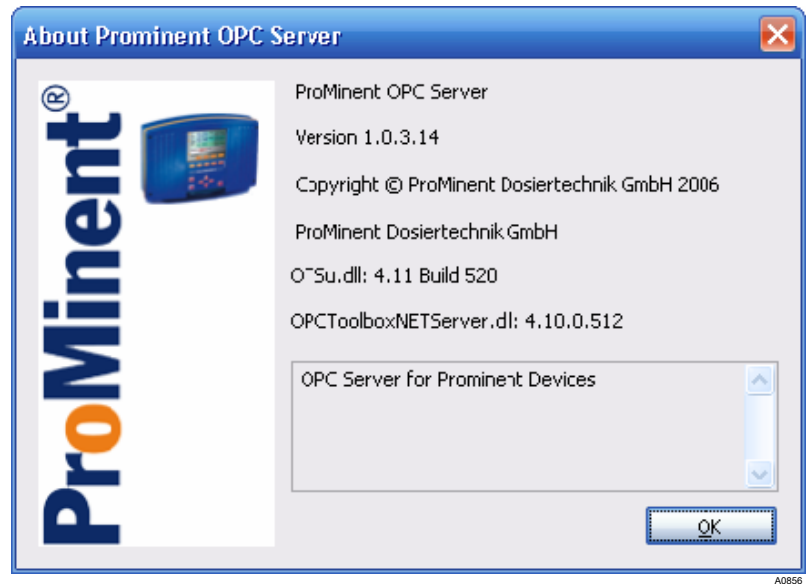 About Prominent OPC Server
ProMinent®
ProMinent OPC Server
Version 1.0.3.14
Copyright © ProMinent Dosiertechnik GmbH 2006
ProMinent Dosiertechnik GmbH
4.11 Build 520
OPCToolboxNETServer.dl: 4.10.0.512
OPC Server for Prominent Devices
OK
A0856